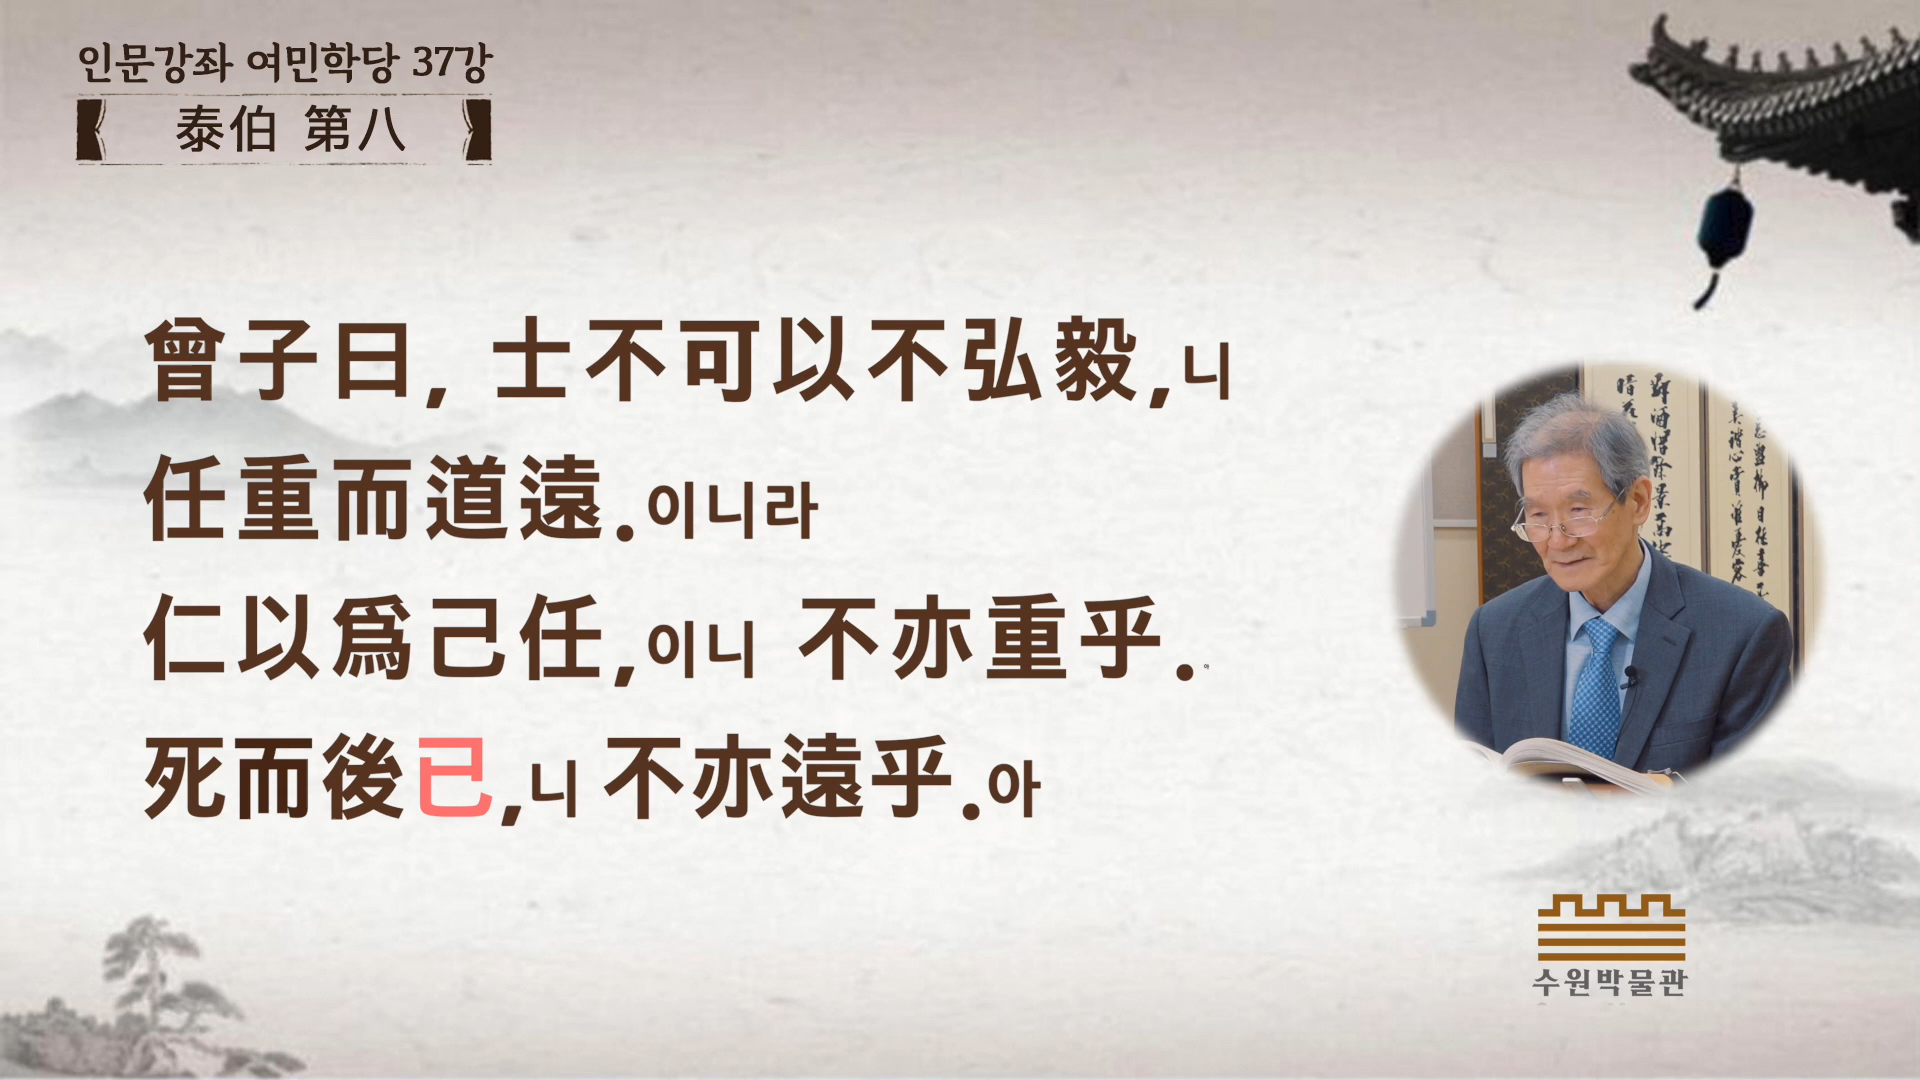 인문강좌 여민학당 37강
泰伯 第八
曾子曰, 士不可以不弘毅,니
任重而道遠.이니라
仁以爲己任,이니 不亦重乎.아
死而後已,니 不亦遠乎.아
수원박물관